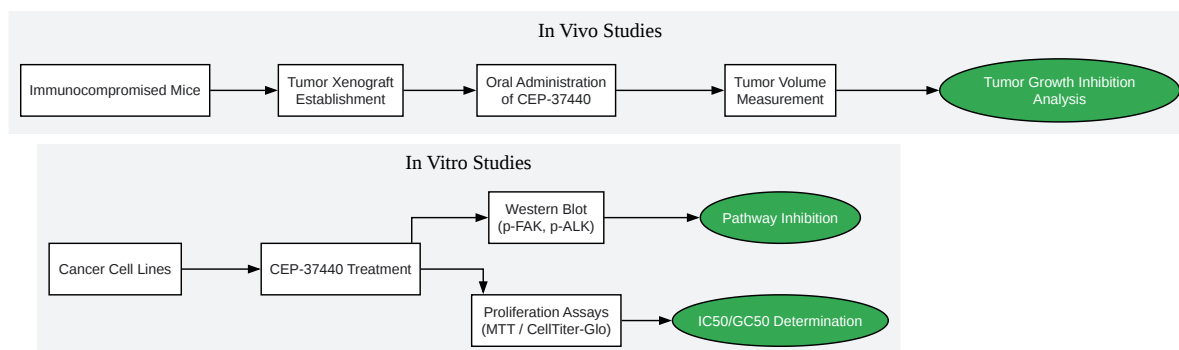 In Vivo Studies
Immunocompromised Mice
Tumor Xenograft
Establishment
Oral Administration
of CEP-37440
Tumor Volume
Measurement
Tumor Growth Inhibition
Analysis
In Vitro Studies
Cancer Cell Lines
CEP-37440 Treatment
Western Blot
(p-FAK, p-ALK)
Pathway Inhibition
Proliferation Assays
(MTT / CellTiter-Glo)
IC50/GC50 Determination